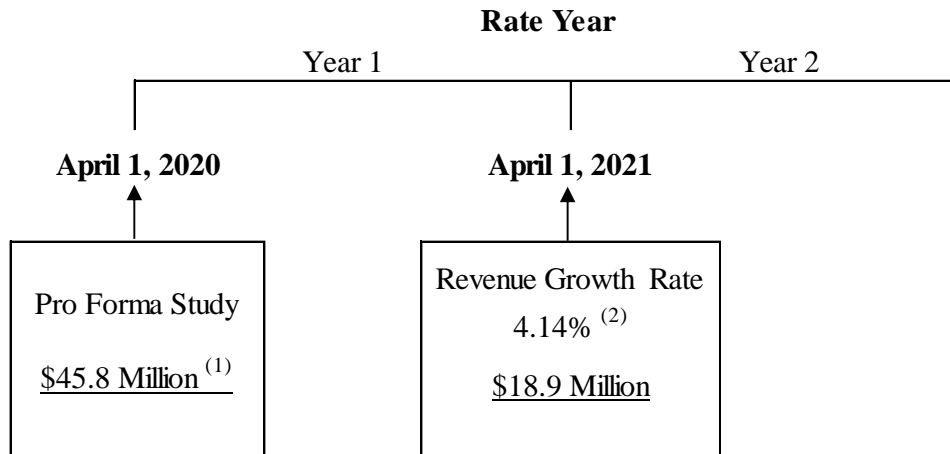 Rate Year
Year 1
Year 2
April 1, 2020
April 1, 2021
Pro Forma Study
$45.8 Million (1)
Revenue Growth Rate
4.14% (2)
$18.9 Million